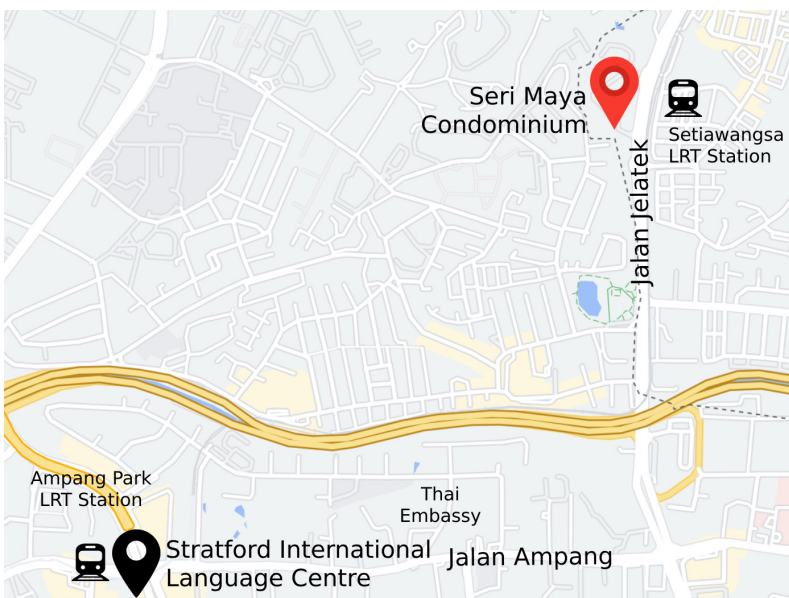 Seri Maya
Condominium
Setiawangsa
LRT Station
Jalan Jelatek
Ampang Park
LRT Station
Thai
Embassy
Stratford International
Language Centre
Jalan Ampang